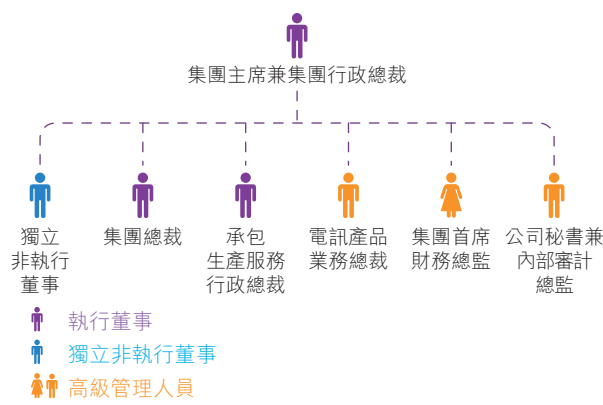 集團主席兼集團行政總裁
獨立
非執行
董事
集團總裁
承包
生產服務
行政總裁
電訊產品
業務總裁
集團首席
財務總監
公司秘書兼
內部審計
總監
執行董事
獨立非執行董事
高級管理人員